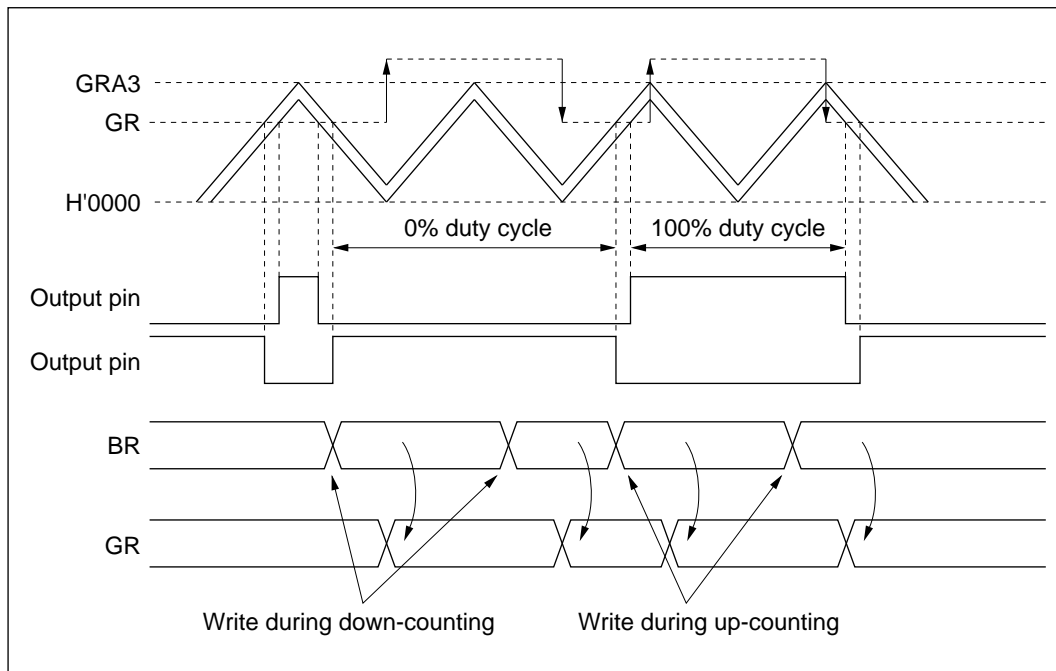 GRA3
GR
H'0000
0% duty cycle
100% duty cycle
Output pin
Output pin
BR
GR
Write during down-counting
Write during up-counting